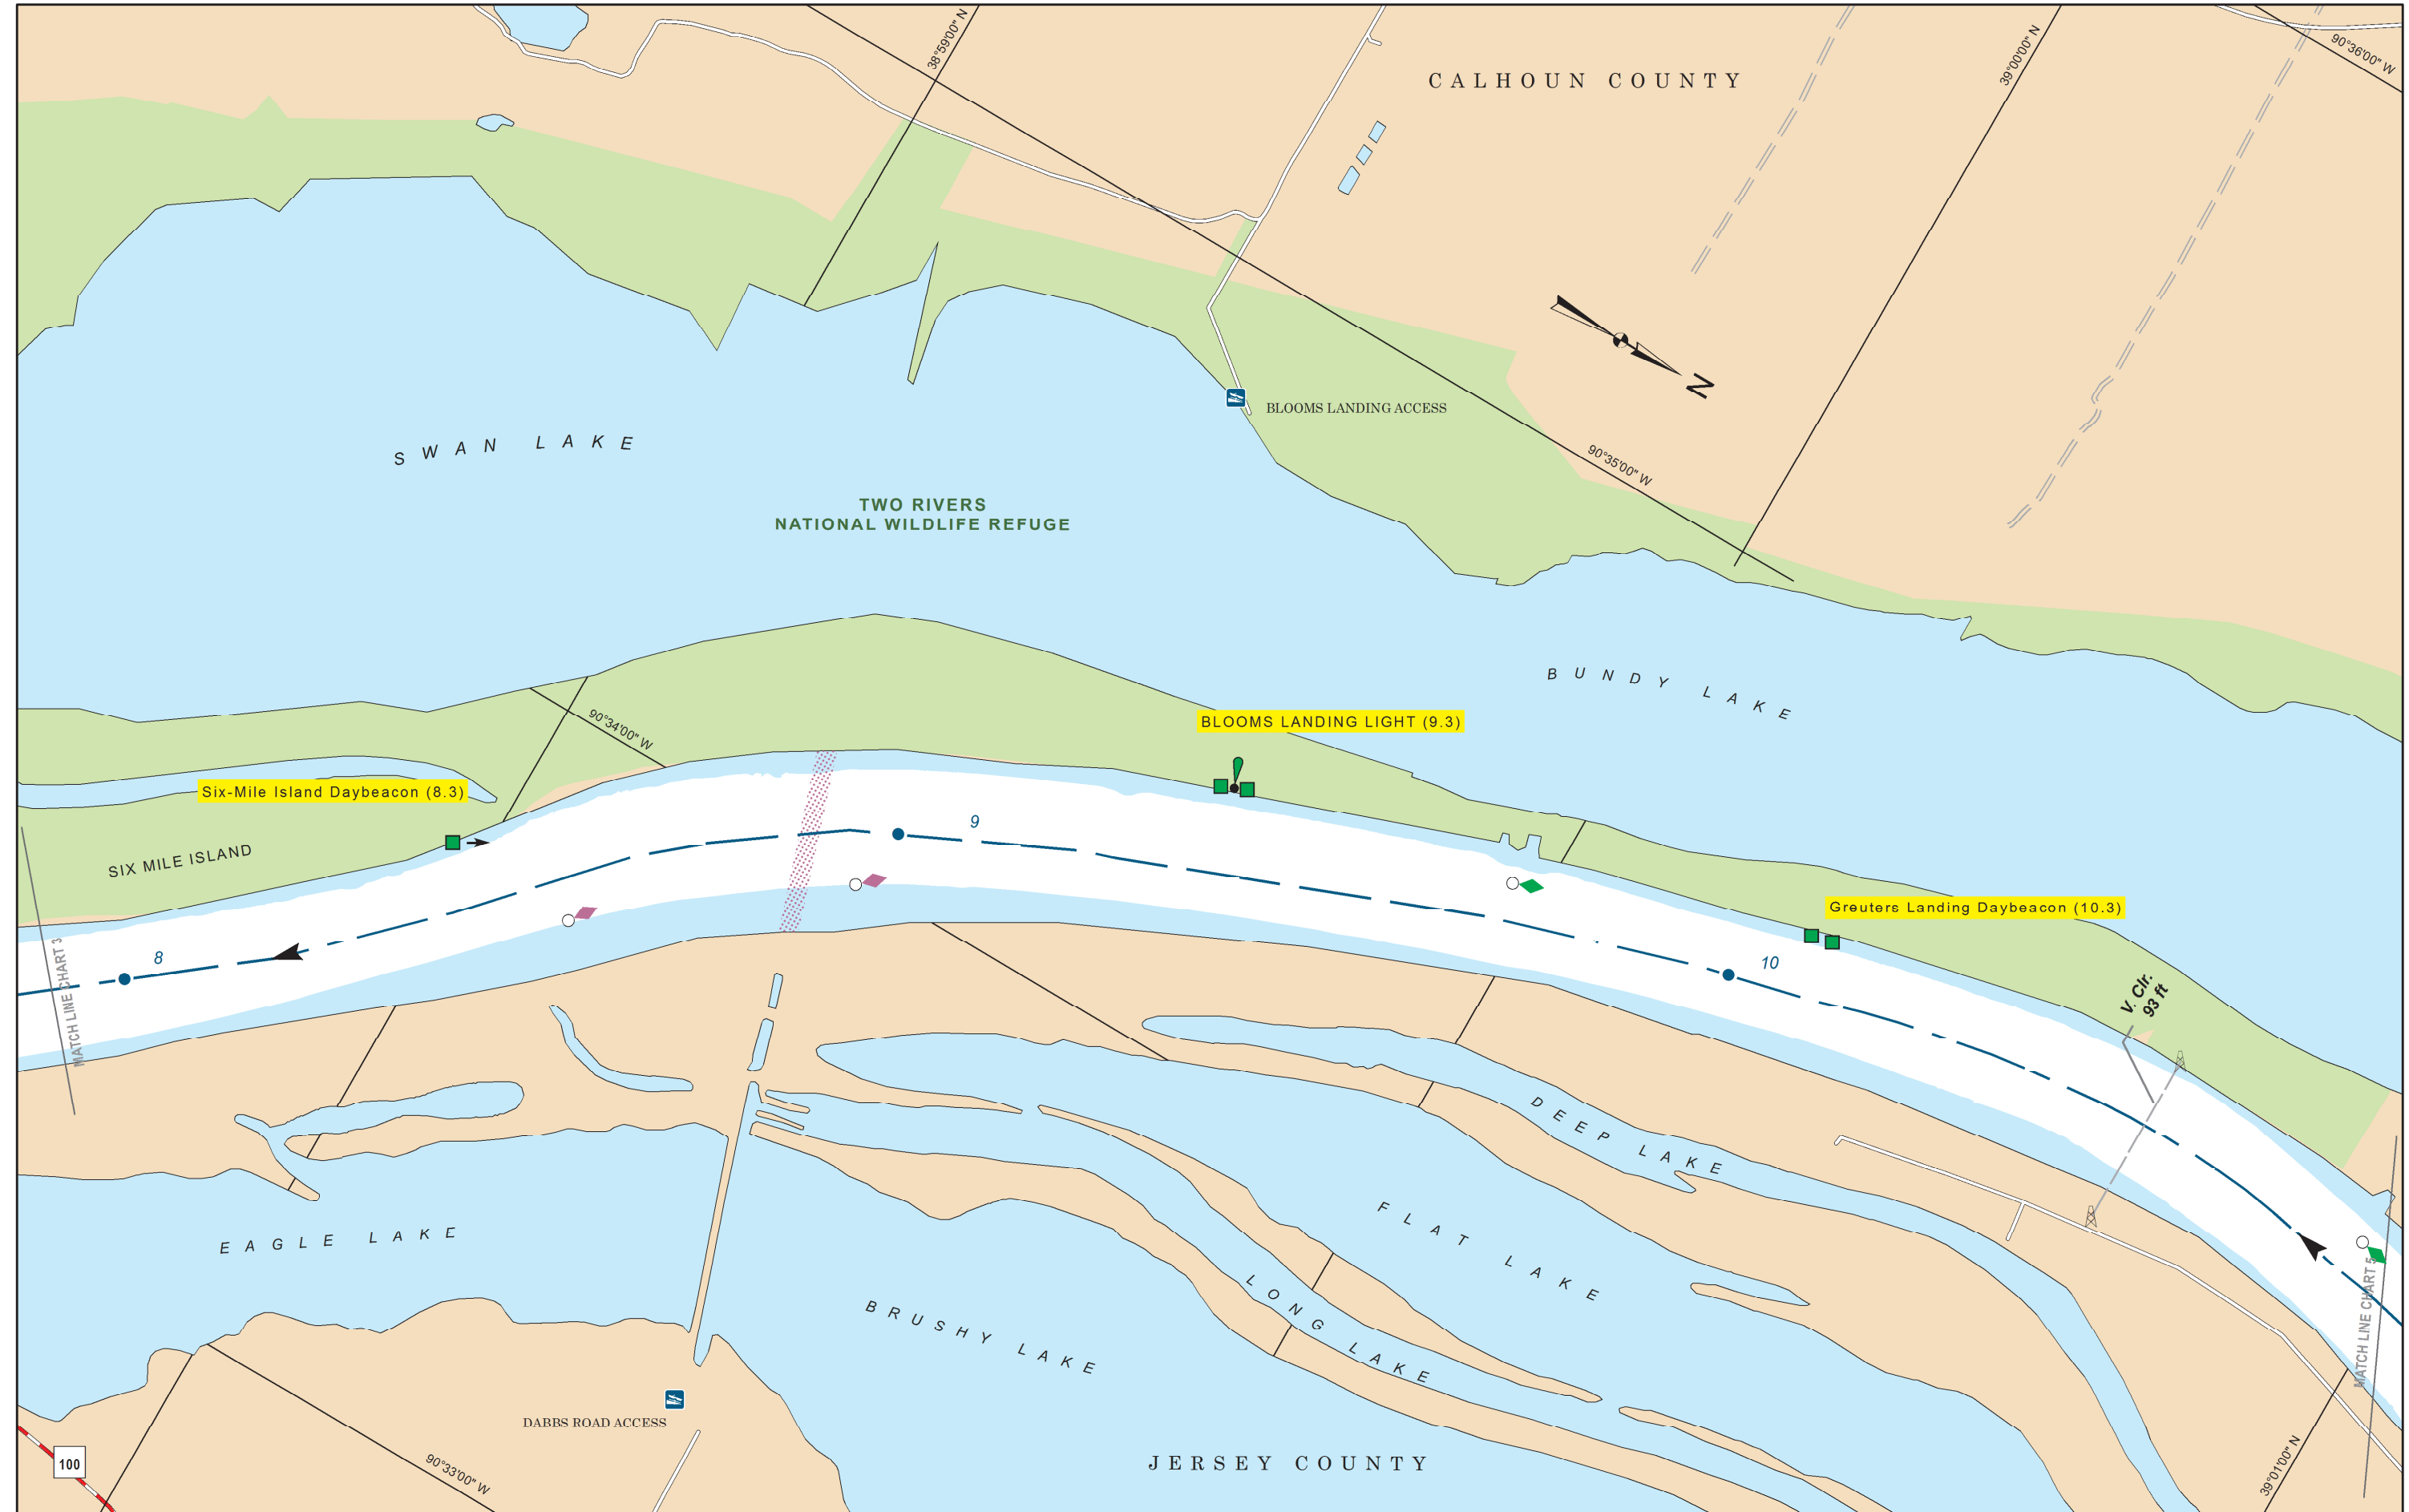 38°59'00" N
39°00'00" N
90°36'00" W
CALHOUN COUNTY
N
BLOOMS LANDING ACCESS
SWAN LAKE
90°35'00" W
TWO RIVERS
NATIONAL WILDLIFE REFUGE
BUNDY LAKE
90°34'00" W
BLOOMS LANDING LIGHT (9.3)
Six-Mile Island Daybeacon (8.3)
9
SIX MILE ISLAND
Greuters Landing Daybeacon (10.3)
8
10
MATCH LINE CHART 3
V. Clr.
93 ft
DEEP LAKE
EAGLE LAKE
FLAT LAKE
LONG LAKE
BRUSHY LAKE
MATCH LINE CHART 5
DABBS ROAD ACCESS
100
90°33'00" W
JERSEY COUNTY
39°01'00" N